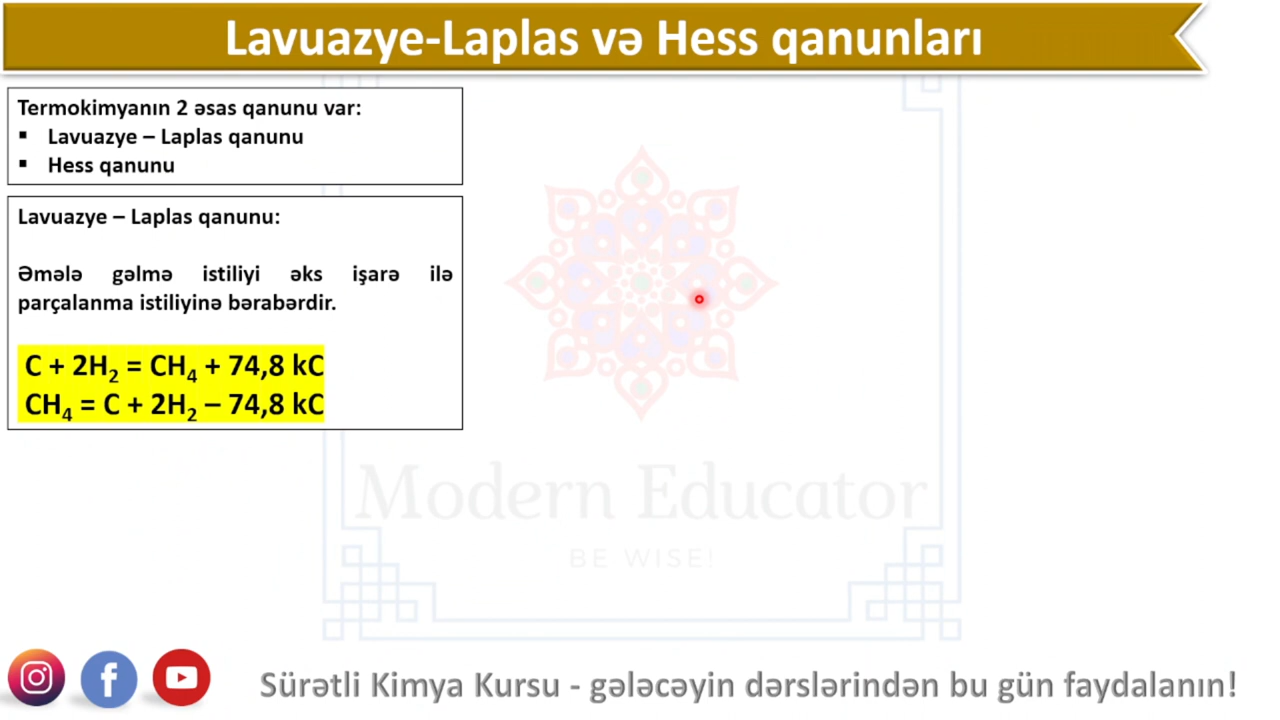 Lavuazye-Laplas və Hess qanunları
Termokimyanın 2 əsas qanunu var:
▪ Lavuazye – Laplas qanunu
▪ Hess qanunu
Lavuazye – Laplas qanunu:
Əmələ gəlmə istiliyi əks işarə ilə
parçalanma istiliyinə bərabərdir.
C + 2H₂ = CH₄ + 74,8 kC
CH₄ = C + 2H₂ – 74,8 kC
Modern Educator
BE WISE!
Sürətli Kimya Kursu - gələcəyin dərslərindən bu gün faydalanın!